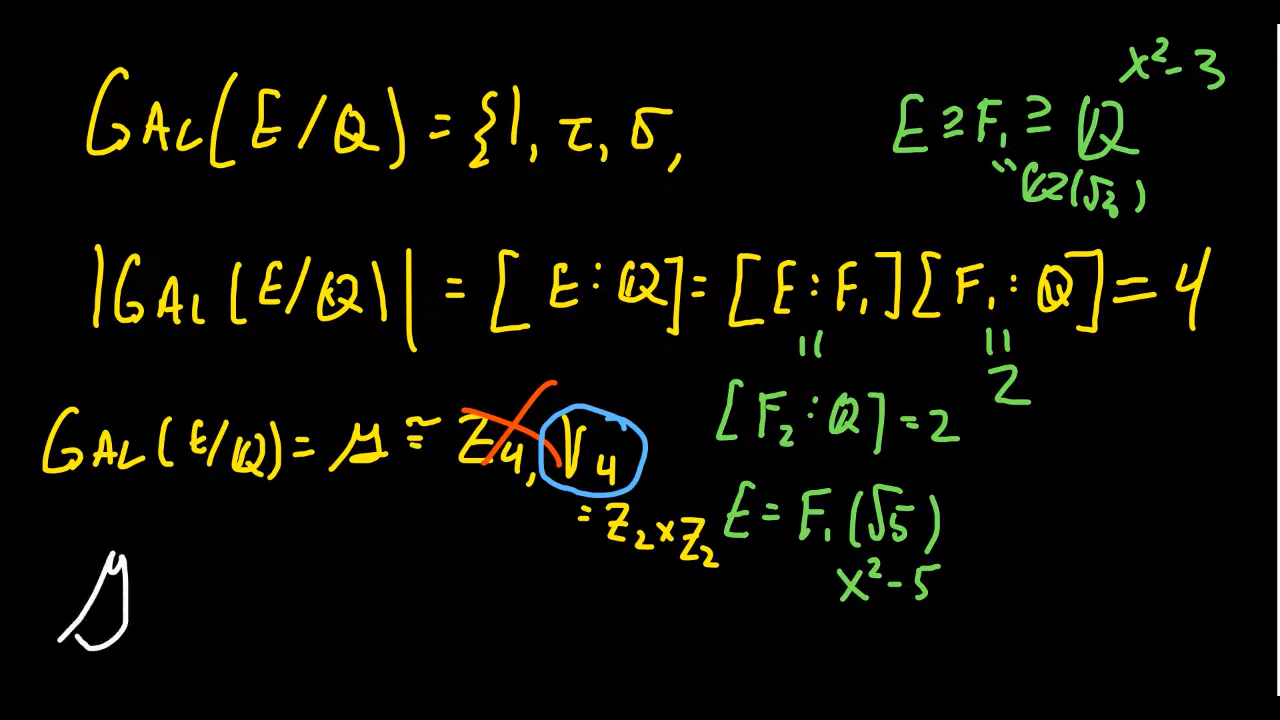 x² - 3
GAL(E/Q) = {1, τ, σ,
E ⊇ F₁ ⊇ Q
= Q(√3)
|GAL(E/Q)| = [E : Q] = [E : F₁][F₁ : Q] = 4
= =
2
[F₂ : Q] = 2
GAL(E/Q) = G ≅ Z₄, V₄
= Z₂ × Z₂
E = F₁(√5)
x² - 5
G